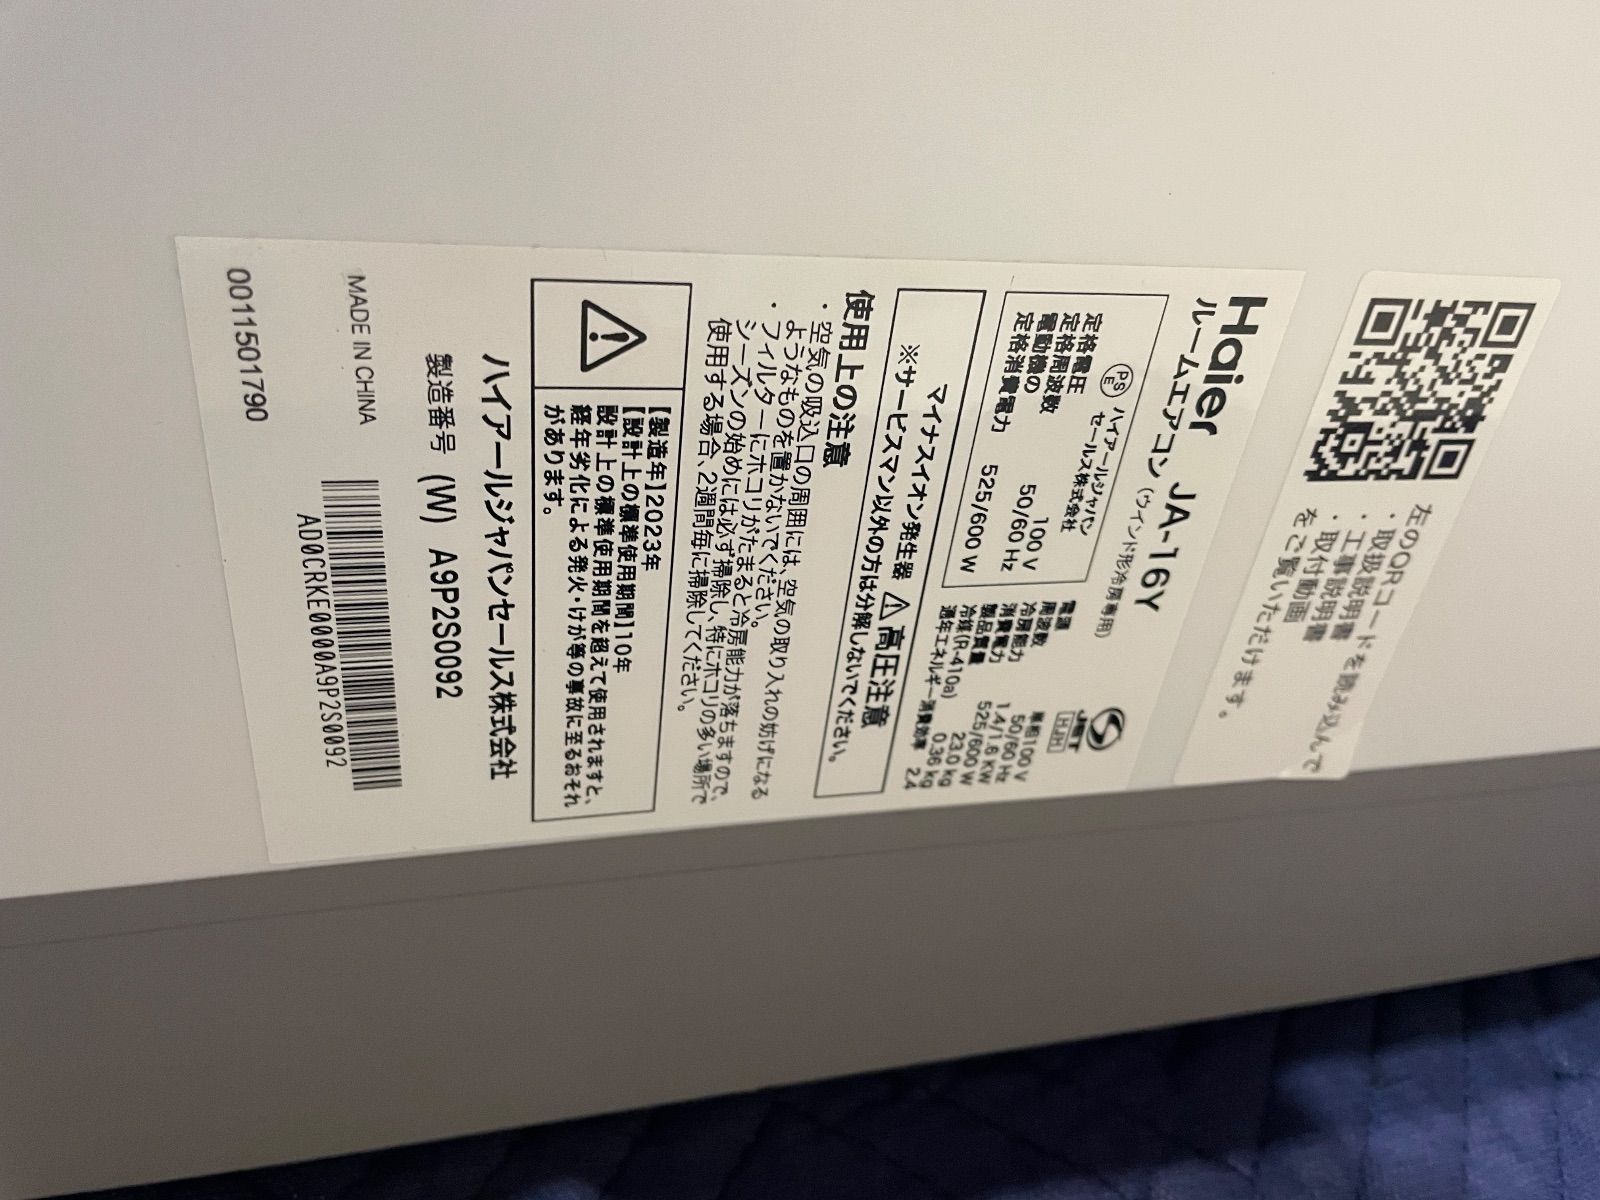 左のQRコードを読み込んで
・取扱説明書
・工事説明書
・取付動画
をご覧いただけます。
Haier
ルームエアコン JA-16Y
(ウインド形冷房専用)
PS
E
ハイアールジャパン
セールス株式会社
定格電圧 100 V
定格周波数 50/60 Hz
電動機の
定格消費電力 525/600 W
JET
電源 単相100 V
周波数 50/60 Hz
冷房能力 1.4/1.6 kW
消費電力 525/600 W
製品質量 23.0 kg
冷媒(R-410a) 0.36 kg
通年エネルギー消費効率 2.4
マイナスイオン発生器 高圧注意
※サービスマン以外の方は分解しないでください。
使用上の注意
・空気の吸込口の周囲には、空気の取り入れの妨げになる
ようなものを置かないでください。
・フィルターにホコリがたまると冷房能力が落ちますので、
シーズンの始めには必ず掃除し、特にホコリの多い場所で
使用する場合、2週間毎に掃除してください。
【製造年】2023年
【設計上の標準使用期間】10年
設計上の標準使用期間を超えて使用されますと、
経年劣化による発火・けが等の事故に至るおそれ
があります。
ハイアールジャパンセールス株式会社
製造番号 (W) A9P2S0092
MADE IN CHINA
AD0CRKE0000A9P2S0092
0011501790